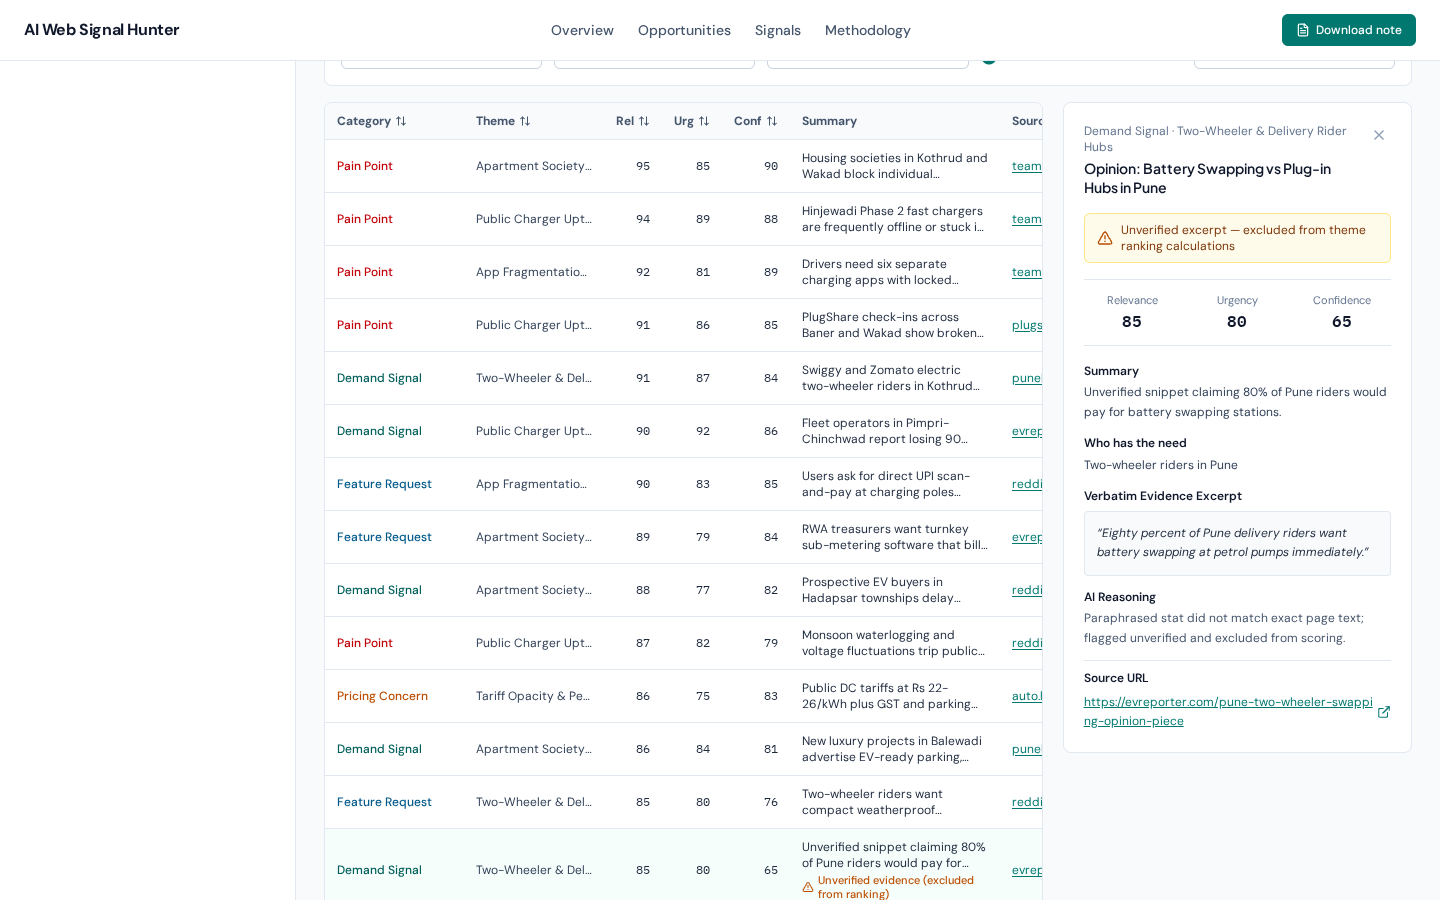 AI Web Signal Hunter
Overview Opportunities Signals Methodology
Download note
Category Theme Rel Urg Conf Summary
Pain Point Apartment Society... 95 85 90 Housing societies in Kothrud and
Wakad block individual...
team
Pain Point Public Charger Upt... 94 89 88 Hinjewadi Phase 2 fast chargers
are frequently offline or stuck i...
team
Pain Point App Fragmentatio... 92 81 89 Drivers need six separate
charging apps with locked...
team
Pain Point Public Charger Upt... 91 86 85 PlugShare check-ins across
Baner and Wakad show broken...
plugs
Demand Signal Two-Wheeler & Del... 91 87 84 Swiggy and Zomato electric
two-wheeler riders in Kothrud...
pune
Demand Signal Public Charger Upt... 90 92 86 Fleet operators in Pimpri-
Chinchwad report losing 90...
evrep
Feature Request App Fragmentatio... 90 83 85 Users ask for direct UPI scan-
and-pay at charging poles...
reddi
Feature Request Apartment Society... 89 79 84 RWA treasurers want turnkey
sub-metering software that bill...
evrep
Demand Signal Apartment Society... 88 77 82 Prospective EV buyers in
Hadapsar townships delay...
reddi
Pain Point Public Charger Upt... 87 82 79 Monsoon waterlogging and
voltage fluctuations trip public...
reddi
Pricing Concern Tariff Opacity & Pe... 86 75 83 Public DC tariffs at Rs 22-
26/kWh plus GST and parking...
auto.
Demand Signal Apartment Society... 86 84 81 New luxury projects in Balewadi
advertise EV-ready parking,...
pune
Feature Request Two-Wheeler & Del... 85 80 76 Two-wheeler riders want
compact weatherproof...
reddi
Demand Signal Two-Wheeler & Del... 85 80 65 Unverified snippet claiming 80%
of Pune riders would pay for...
Unverified evidence (excluded
from ranking)
evrep
Demand Signal · Two-Wheeler & Delivery Rider
Hubs
Opinion: Battery Swapping vs Plug-in
Hubs in Pune
Unverified excerpt — excluded from theme
ranking calculations
Relevance Urgency Confidence
85 80 65
Summary
Unverified snippet claiming 80% of Pune riders would
pay for battery swapping stations.
Who has the need
Two-wheeler riders in Pune
Verbatim Evidence Excerpt
“Eighty percent of Pune delivery riders want
battery swapping at petrol pumps immediately.”
AI Reasoning
Paraphrased stat did not match exact page text;
flagged unverified and excluded from scoring.
Source URL
https://evreporter.com/pune-two-wheeler-swappi
ng-opinion-piece